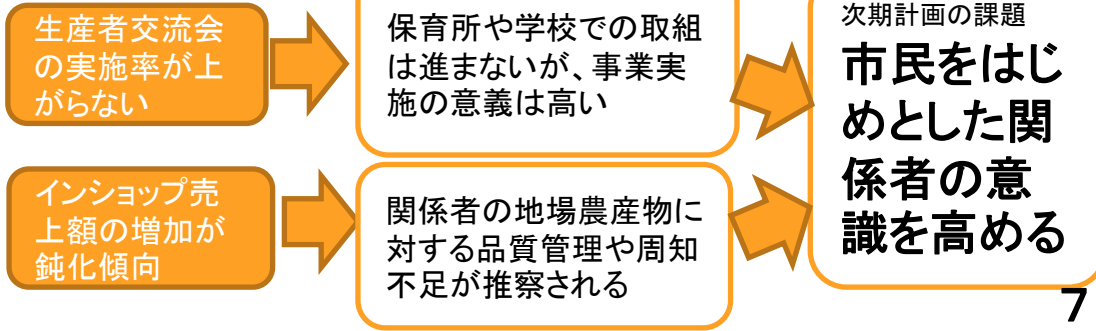 生産者交流会
の実施率が上
がらない
保育所や学校での取組
は進まないが、事業実
施の意義は高い
インショップ売
上額の増加が
鈍化傾向
関係者の地場農産物に
対する品質管理や周知
不足が推察される
次期計画の課題
市民をはじ
めとした関
係者の意
識を高める
7